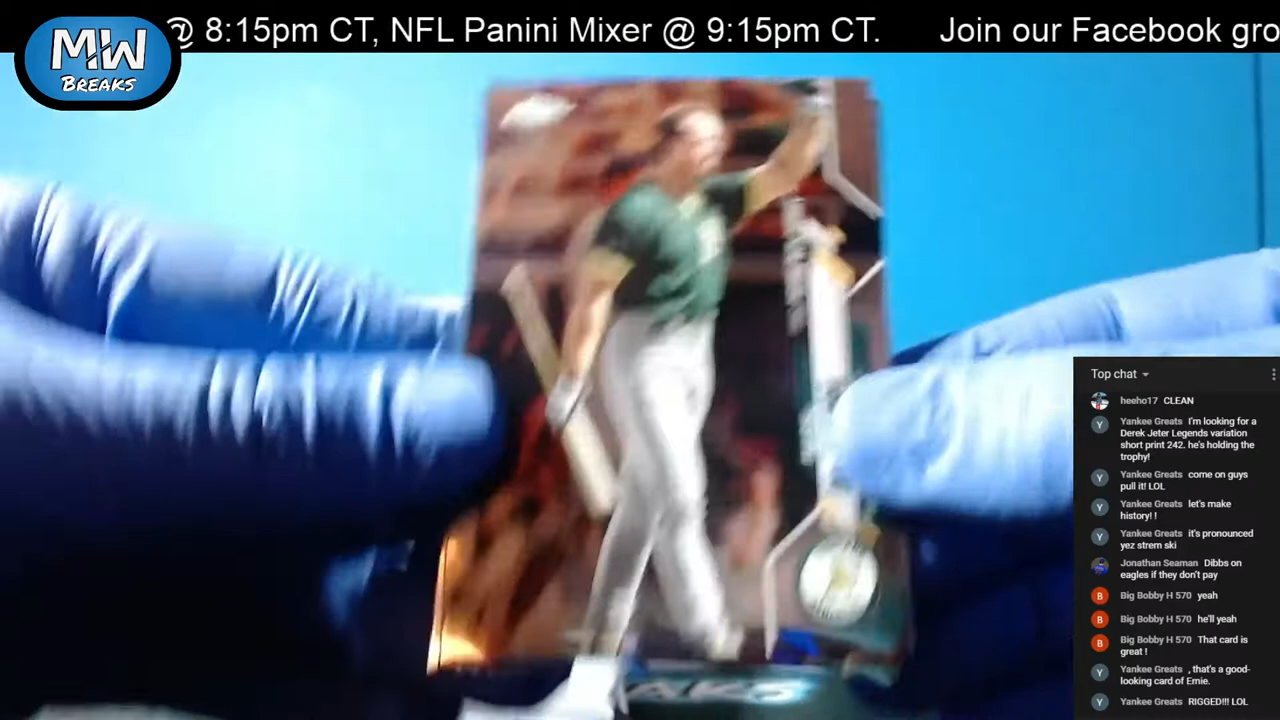 @ 8:15pm CT, NFL Panini Mixer @ 9:15pm CT. Join our Facebook gro
MW
BREAKS
Top chat
heeho17 CLEAN
Y Yankee Greats I'm looking for a
Derek Jeter Legends variation
short print 242. he's holding the
trophy!
Y Yankee Greats come on guys
pull it! LOL
Y Yankee Greats let's make
history! !
Y Yankee Greats it's pronounced
yez strem ski
Jonathan Seaman Dibbs on
eagles if they don't pay
B Big Bobby H 570 yeah
B Big Bobby H 570 he'll yeah
B Big Bobby H 570 That card is
great !
Y Yankee Greats , that's a good-
looking card of Ernie.
Y Yankee Greats RIGGED!!! LOL